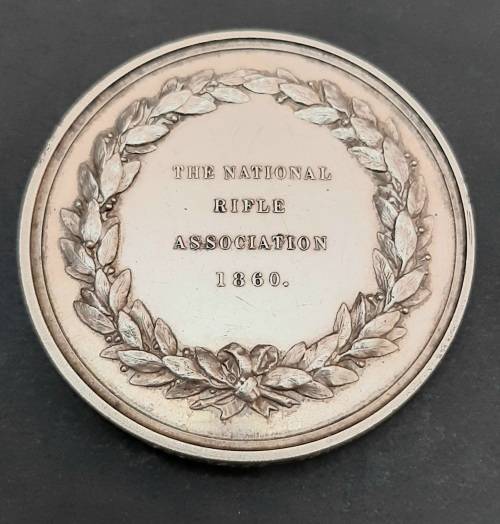 THE NATIONAL
RIFLE
ASSOCIATION
1860.